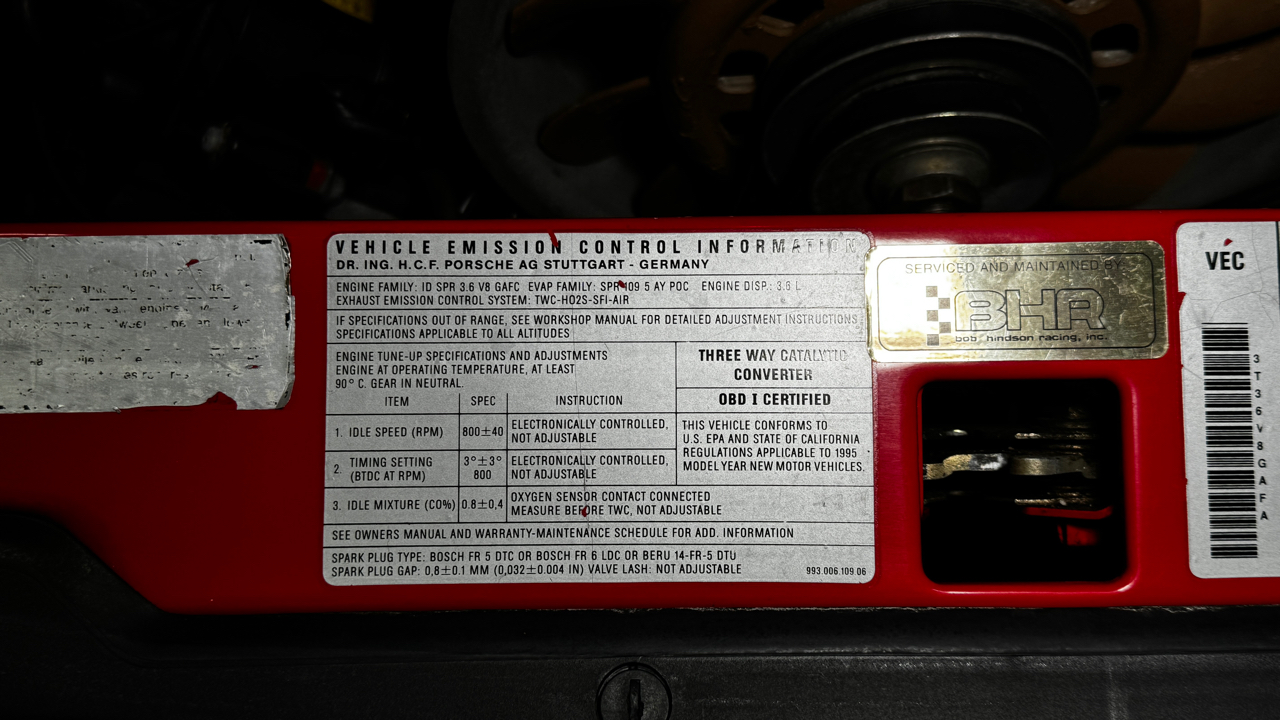 VEHICLE EMISSION CONTROL INFORMATION
DR. ING. H.C.F. PORSCHE AG STUTTGART - GERMANY
ENGINE FAMILY: ID SPR 3.6 V8 GAFC EVAP FAMILY: SPR 109 5 AY POC ENGINE DISP.: 3.6 L
EXHAUST EMISSION CONTROL SYSTEM: TWC-HO2S-SFI-AIR
IF SPECIFICATIONS OUT OF RANGE, SEE WORKSHOP MANUAL FOR DETAILED ADJUSTMENT INSTRUCTIONS
SPECIFICATIONS APPLICABLE TO ALL ALTITUDES
ENGINE TUNE-UP SPECIFICATIONS AND ADJUSTMENTS
ENGINE AT OPERATING TEMPERATURE, AT LEAST
90° C. GEAR IN NEUTRAL.
ITEM SPEC INSTRUCTION
1. IDLE SPEED (RPM) 800±40 ELECTRONICALLY CONTROLLED,
NOT ADJUSTABLE
2. TIMING SETTING
(BTDC AT RPM)
3°±3°
800
ELECTRONICALLY CONTROLLED,
NOT ADJUSTABLE
3. IDLE MIXTURE (CO%) 0.8±0,4 OXYGEN SENSOR CONTACT CONNECTED
MEASURE BEFORE TWC, NOT ADJUSTABLE
THREE WAY CATALYTIC
CONVERTER
OBD I CERTIFIED
THIS VEHICLE CONFORMS TO
U.S. EPA AND STATE OF CALIFORNIA
REGULATIONS APPLICABLE TO 1995
MODEL YEAR NEW MOTOR VEHICLES.
SEE OWNERS MANUAL AND WARRANTY-MAINTENANCE SCHEDULE FOR ADD. INFORMATION
SPARK PLUG TYPE: BOSCH FR 5 DTC OR BOSCH FR 6 LDC OR BERU 14-FR-5 DTU
SPARK PLUG GAP: 0,8±0.1 MM (0,032±0.004 IN) VALVE LASH: NOT ADJUSTABLE
993.006.109.06
SERVICED AND MAINTAINED BY
BHR
bob hindson racing, inc.
VEC
3T36V8GAFA